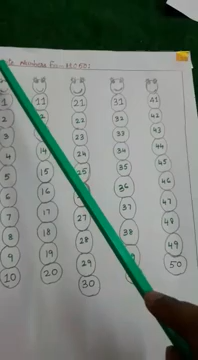 Numbers
1 11 21 31 41
2 22 32 42
3 23 33 43
4 14 24 34 44
5 15 25 35 45
6 16 36 46
7 17 27 37 47
8 18 28 38 48
9 19 29 49
10 20 30 50